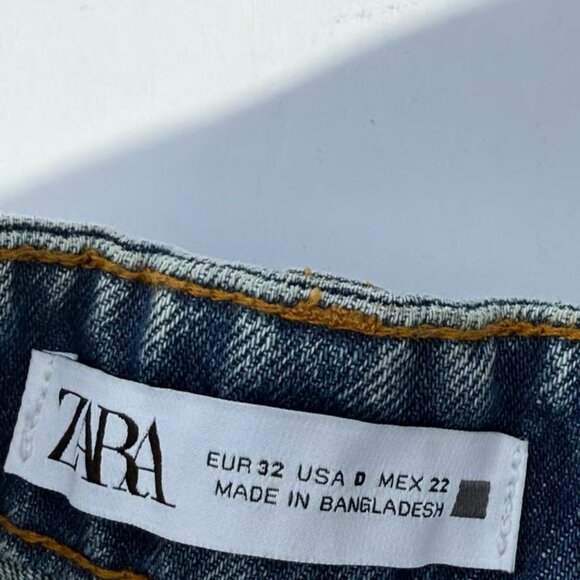 ZARA
EUR 32 USA 0 MEX 22
MADE IN BANGLADESH